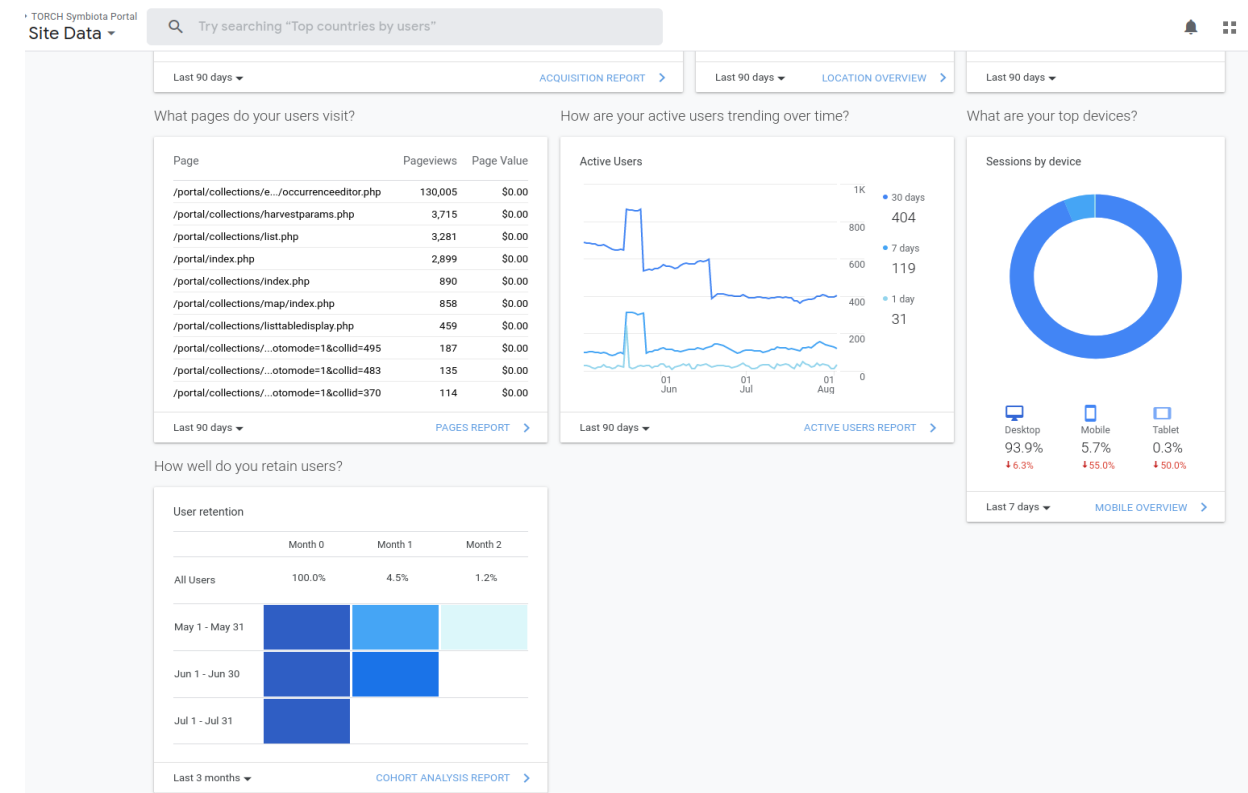 TORCH Symbiota Portal
Site Data
Try searching “Top countries by users”
Last 90 days
ACQUISITION REPORT
Last 90 days
LOCATION OVERVIEW
Last 90 days
What pages do your users visit?
Page Pageviews Page Value
/portal/collections/e.../occurrenceeditor.php 130,005 $0.00
/portal/collections/harvestparams.php 3,715 $0.00
/portal/collections/list.php 3,281 $0.00
/portal/index.php 2,899 $0.00
/portal/collections/index.php 890 $0.00
/portal/collections/map/index.php 858 $0.00
/portal/collections/listtabledisplay.php 459 $0.00
/portal/collections/...otomode=1&collid=495 187 $0.00
/portal/collections/...otomode=1&collid=483 135 $0.00
/portal/collections/...otomode=1&collid=370 114 $0.00
Last 90 days
PAGES REPORT
How are your active users trending over time?
Active Users
1K
800
600
400
200
0
01 Jun
01 Jul
01 Aug
30 days
404
7 days
119
1 day
31
Last 90 days
ACTIVE USERS REPORT
What are your top devices?
Sessions by device
Desktop Mobile Tablet
93.9% 5.7% 0.3%
6.3% 55.0% 50.0%
Last 7 days
MOBILE OVERVIEW
How well do you retain users?
User retention
Month 0 Month 1 Month 2
All Users 100.0% 4.5% 1.2%
May 1 - May 31
Jun 1 - Jun 30
Jul 1 - Jul 31
Last 3 months
COHORT ANALYSIS REPORT